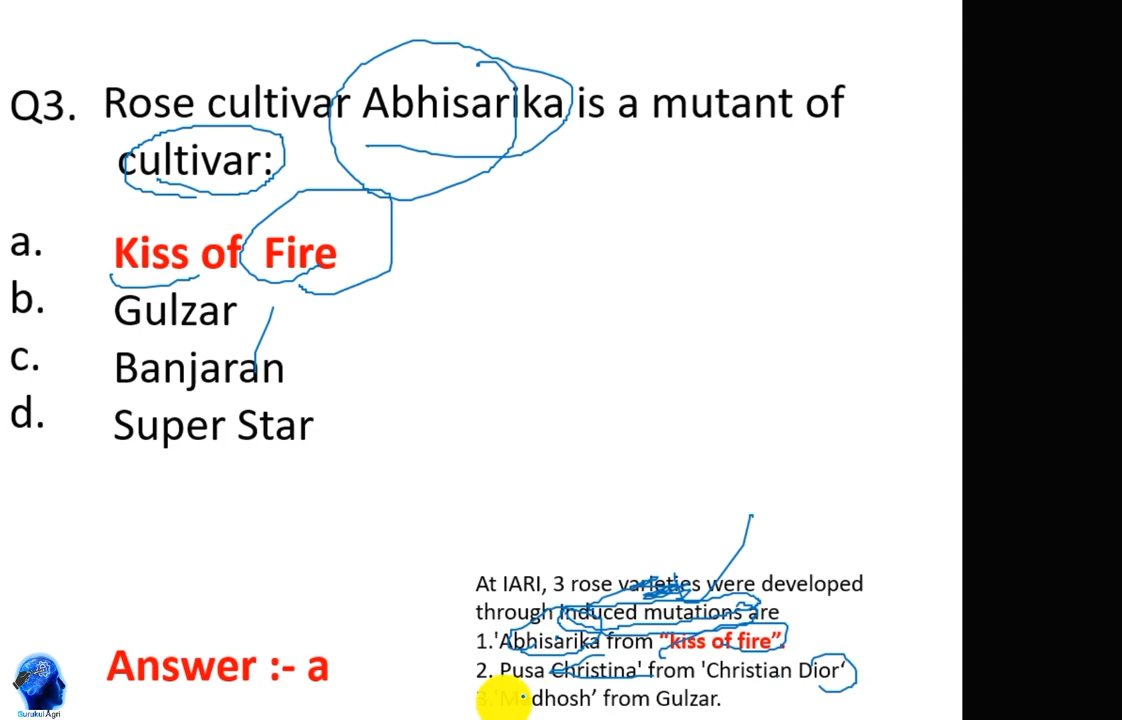 Q3. Rose cultivar Abhisarika is a mutant of
cultivar:
a. Kiss of Fire
b. Gulzar
c. Banjaran
d. Super Star
At IARI, 3 rose varieties were developed
through Induced mutations are
1.'Abhisarika from “kiss of fire”.
2. Pusa Christina' from 'Christian Dior‘
3.'Madhosh’ from Gulzar.
Answer :- a
Gurukul Agri